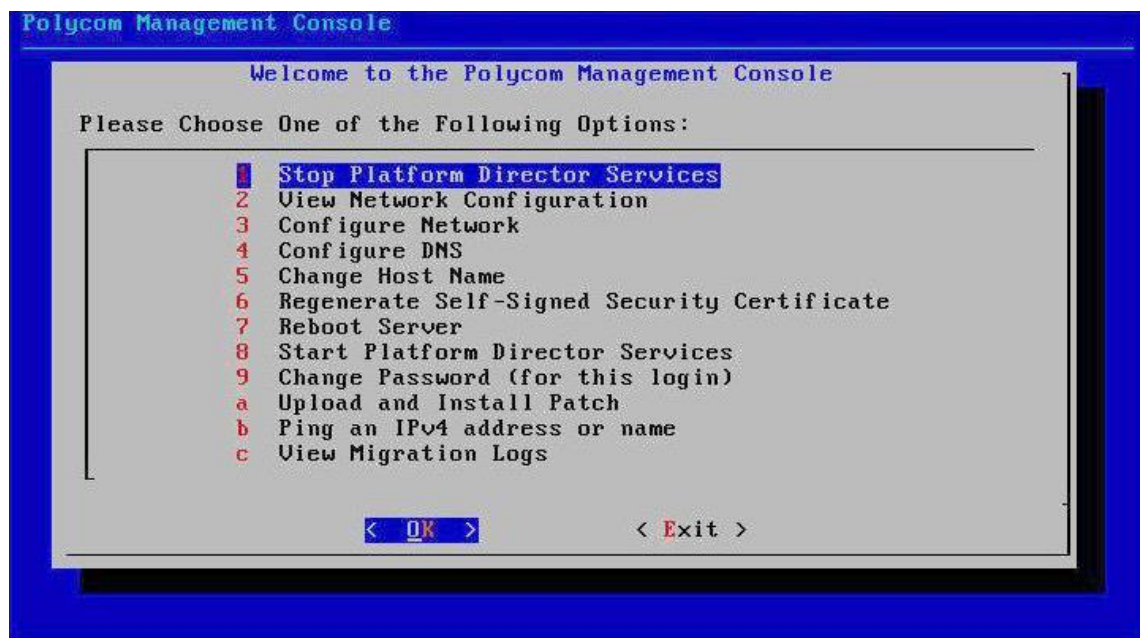 Polycom Management Console
Welcome to the Polycom Management Console
Please Choose One of the Following Options:
1 Stop Platform Director Services
2 View Network Configuration
3 Configure Network
4 Configure DNS
5 Change Host Name
6 Regenerate Self-Signed Security Certificate
7 Reboot Server
8 Start Platform Director Services
9 Change Password (for this login)
a Upload and Install Patch
b Ping an IPv4 address or name
c View Migration Logs
< OK > < Exit >